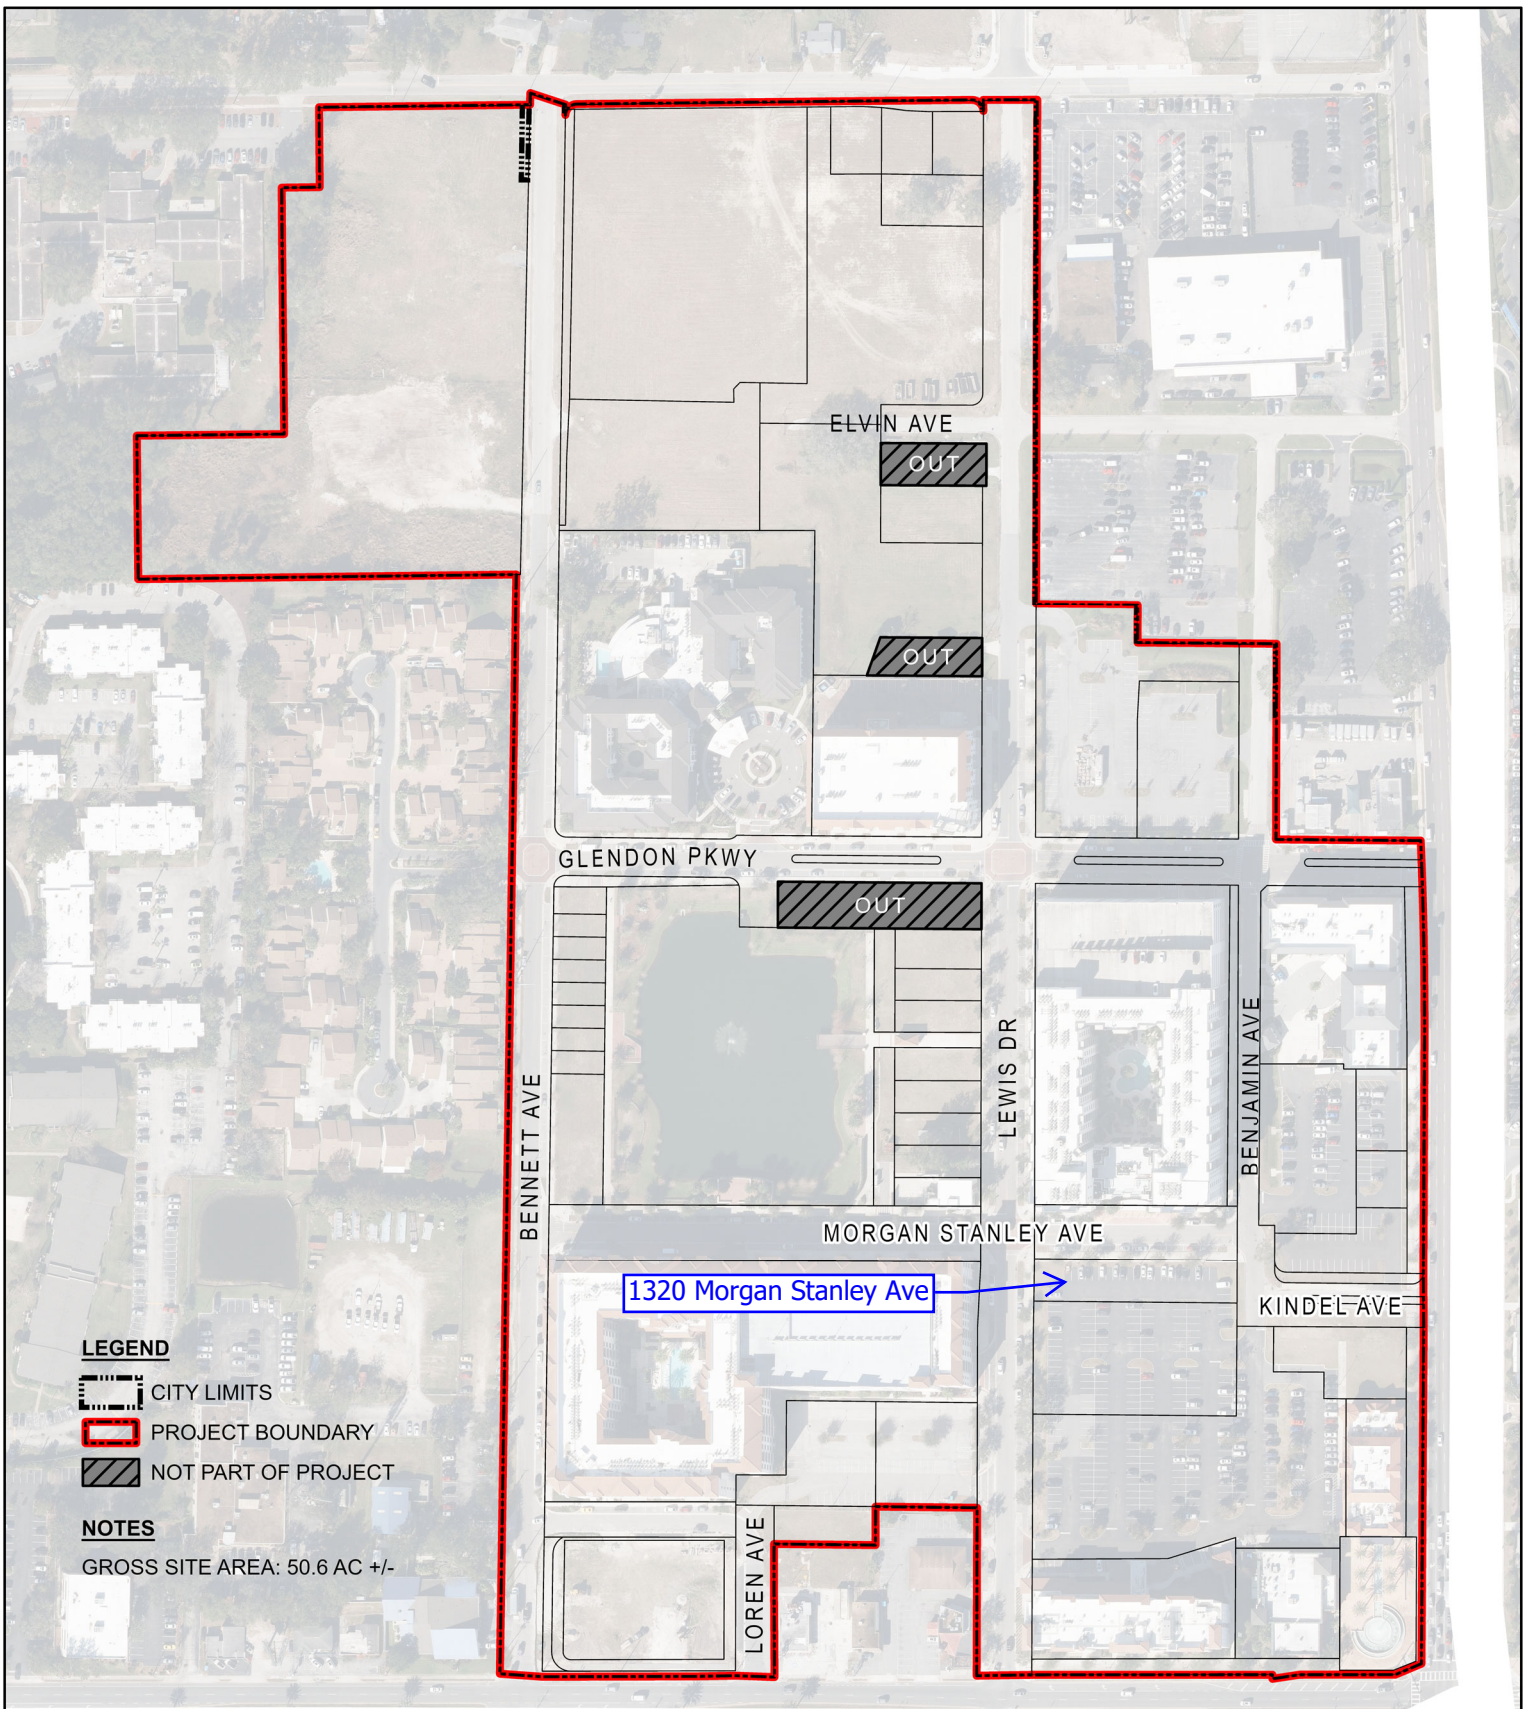 ELVIN AVE
OUT
OUT
GLENDON PKWY
OUT
LEWIS DR
BENJAMIN AVE
BENNETT AVE
MORGAN STANLEY AVE
1320 Morgan Stanley Ave
KINDEL AVE
LOREN AVE
LEGEND
CITY LIMITS
PROJECT BOUNDARY
NOT PART OF PROJECT
NOTES
GROSS SITE AREA: 50.6 AC +/-